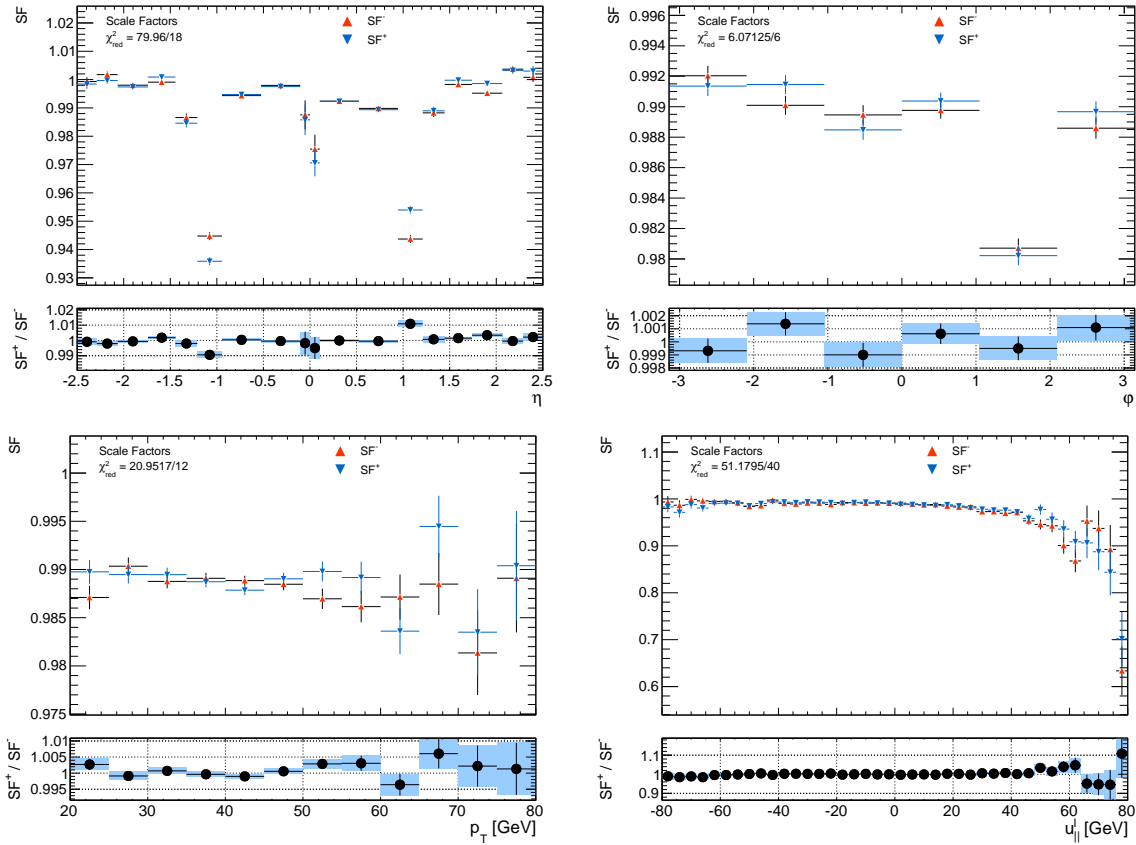 SF
1.02
1.01
1
0.99
0.98
0.97
0.96
0.95
0.94
0.93
Scale Factors
χ²red = 79.96/18
SF⁻
SF⁺
SF⁺ / SF⁻
1.02
1.01
1
0.99
-2.5 -2 -1.5 -1 -0.5 0 0.5 1 1.5 2 2.5
η
SF
0.996
0.994
0.992
0.99
0.988
0.986
0.984
0.982
0.98
Scale Factors
χ²red = 6.07125/6
SF⁻
SF⁺
SF⁺ / SF⁻
1.002
1.001
1
0.999
0.998
-3 -2 -1 0 1 2 3
φ
SF
1
0.995
0.99
0.985
0.98
0.975
Scale Factors
χ²red = 20.9517/12
SF⁻
SF⁺
SF⁺ / SF⁻
1.01
1.005
1
0.995
20 30 40 50 60 70 80
p_T [GeV]
SF
1.1
1
0.9
0.8
0.7
0.6
Scale Factors
χ²red = 51.1795/40
SF⁻
SF⁺
SF⁺ / SF⁻
1.1
1
0.9
-80 -60 -40 -20 0 20 40 60 80
u_||^l [GeV]